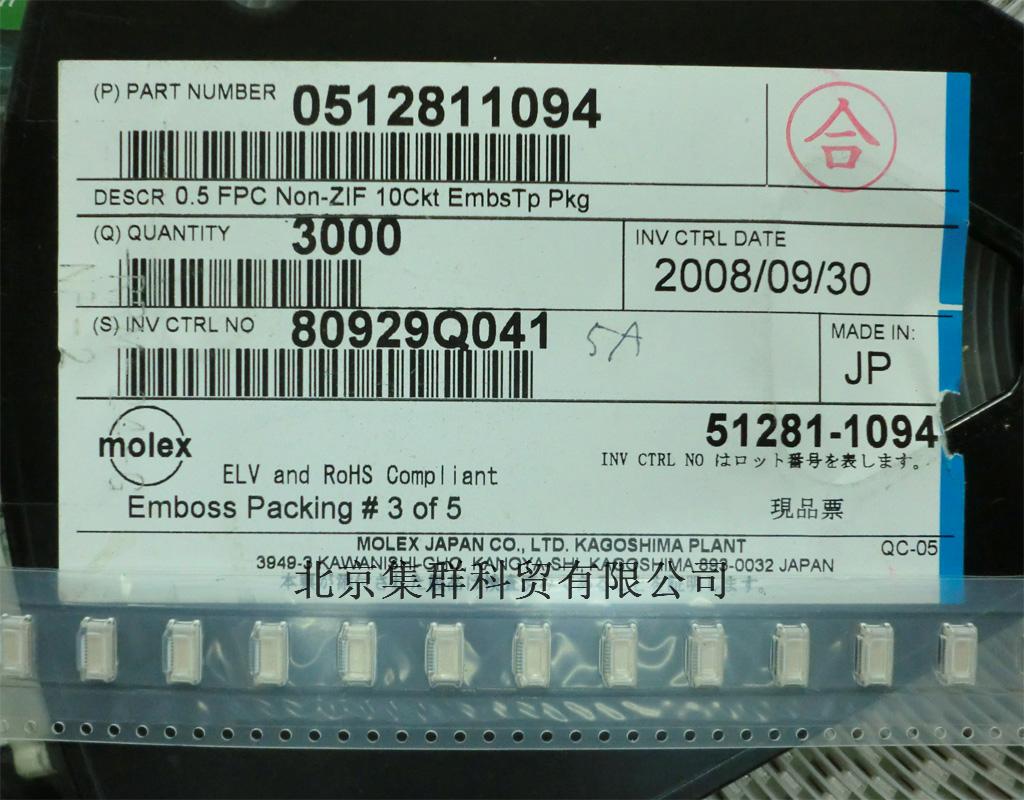 (P) PART NUMBER 0512811094
合
DESCR 0.5 FPC Non-ZIF 10Ckt EmbsTp Pkg
(Q) QUANTITY 3000
INV CTRL DATE
2008/09/30
(S) INV CTRL NO 80929Q041 5A
MADE IN:
JP
molex
51281-1094
INV CTRL NO はロット番号を表します。
ELV and RoHS Compliant
Emboss Packing # 3 of 5
現品票
MOLEX JAPAN CO., LTD. KAGOSHIMA PLANT
QC-05
3949-3 KAWANISHI-CHO, KANOYA-SHI, KAGOSHIMA 893-0032 JAPAN
北京集群科贸有限公司